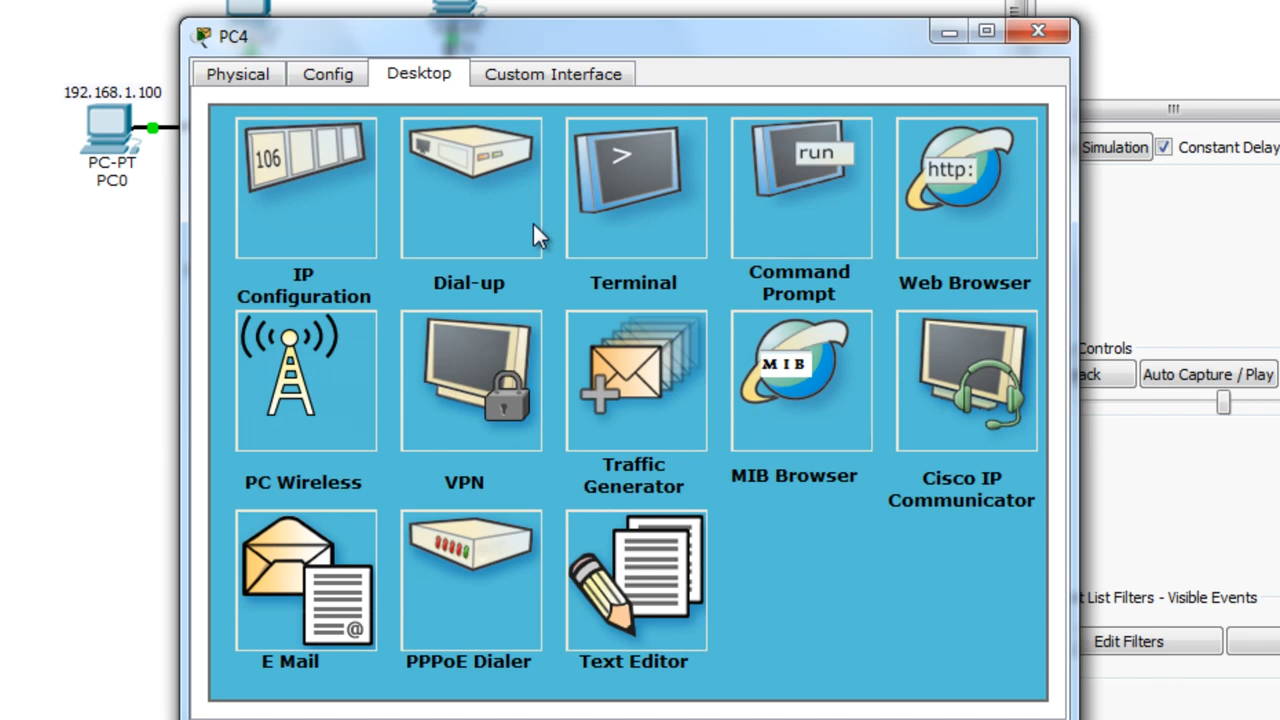 PC4
Physical
Config
Desktop
Custom Interface
192.168.1.100
PC-PT
PC0
106
>
run
http:
IP
Configuration
Dial-up
Terminal
Command
Prompt
Web Browser
MIB
PC Wireless
VPN
Traffic
Generator
MIB Browser
Cisco IP
Communicator
@
E Mail
PPPoE Dialer
Text Editor
Simulation
Constant Delay
Controls
ack
Auto Capture / Play
t List Filters - Visible Events
Edit Filters